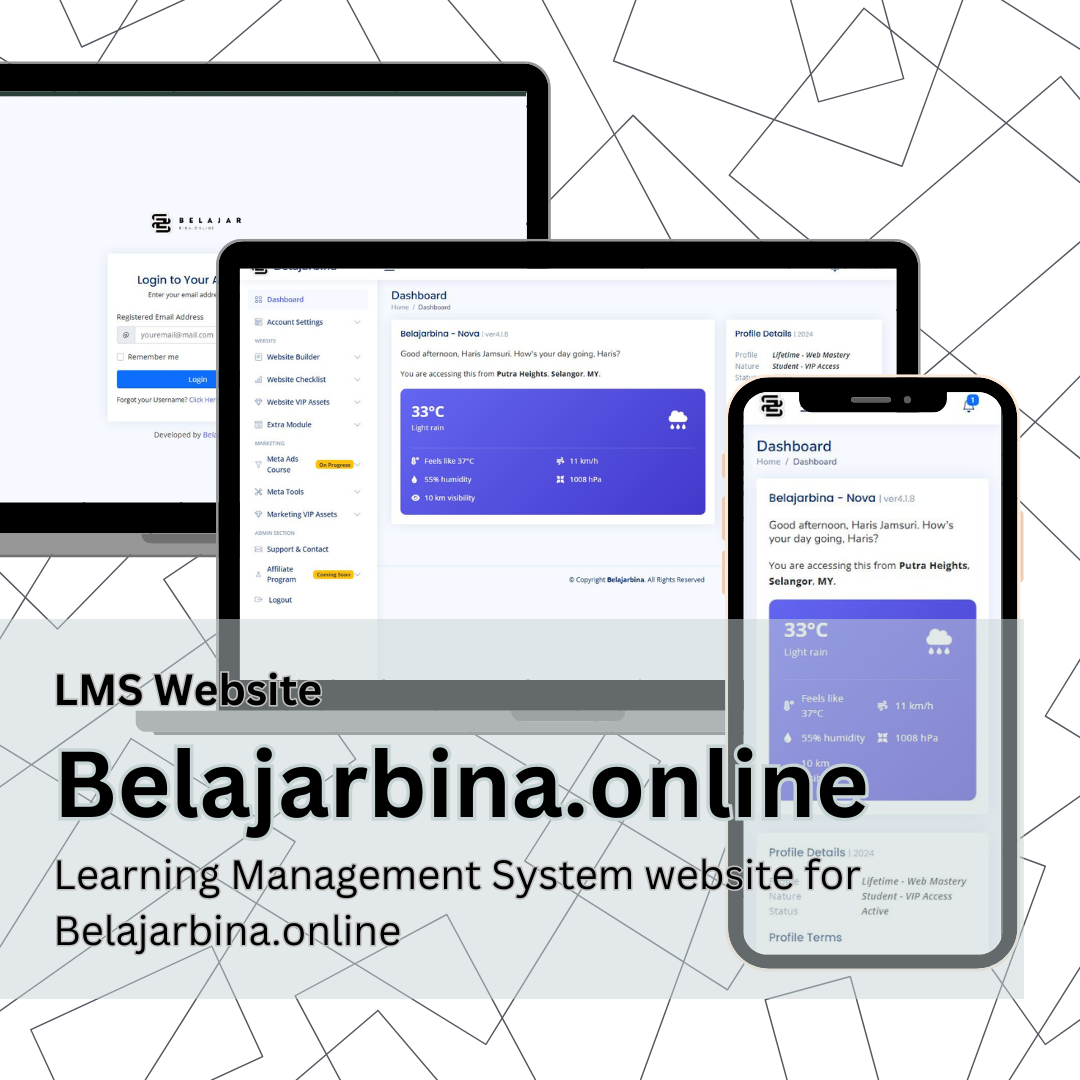 BELAJAR
BINA.ONLINE
Login to Your A
Enter your email addre
Registered Email Address
@ youremail@mail.com
Remember me
Login
Forgot your Username? Click Her
Developed by Bela
Dashboard
Account Settings
WEBSITE
Website Builder
Website Checklist
Website VIP Assets
Extra Module
MARKETING
Meta Ads
Course
On Progress
Meta Tools
Marketing VIP Assets
ADMIN SECTION
Support & Contact
Affiliate
Program
Coming Soon
Logout
Dashboard
Home / Dashboard
Belajarbina - Nova | ver4.1.8
Good afternoon, Haris Jamsuri. How's your day going, Haris?
You are accessing this from Putra Heights, Selangor, MY.
33°C
Light rain
Feels like 37°C
11 km/h
55% humidity
1008 hPa
10 km visibility
© Copyright Belajarbina. All Rights Reserved
Profile Details | 2024
Profile Lifetime - Web Mastery
Nature Student - VIP Access
Status
1
Dashboard
Home / Dashboard
Belajarbina - Nova | ver4.1.8
Good afternoon, Haris Jamsuri. How's
your day going, Haris?
You are accessing this from Putra Heights,
Selangor, MY.
33°C
Light rain
Feels like
37°C
11 km/h
55% humidity
1008 hPa
10 km
Profile Details | 2024
Lifetime - Web Mastery
Nature Student - VIP Access
Status Active
Profile Terms
LMS Website
Belajarbina.online
Learning Management System website for
Belajarbina.online